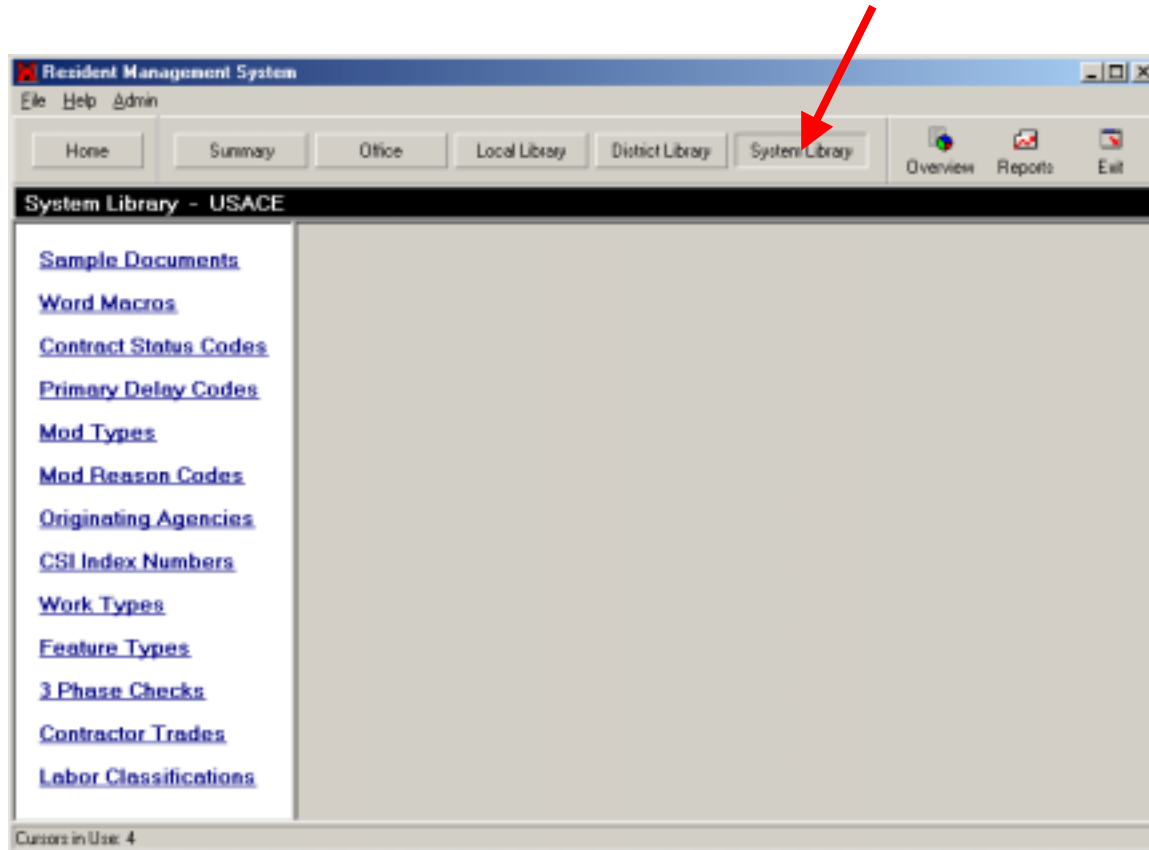 Resident Management System
File Help Admin
Home Summary Office Local Library District Library System Library Overview Reports Exit
System Library - USACE
Sample Documents
Word Macros
Contract Status Codes
Primary Delay Codes
Mod Types
Mod Reason Codes
Originating Agencies
CSI Index Numbers
Work Types
Feature Types
3 Phase Checks
Contractor Trades
Labor Classifications
Cursors in Use: 4